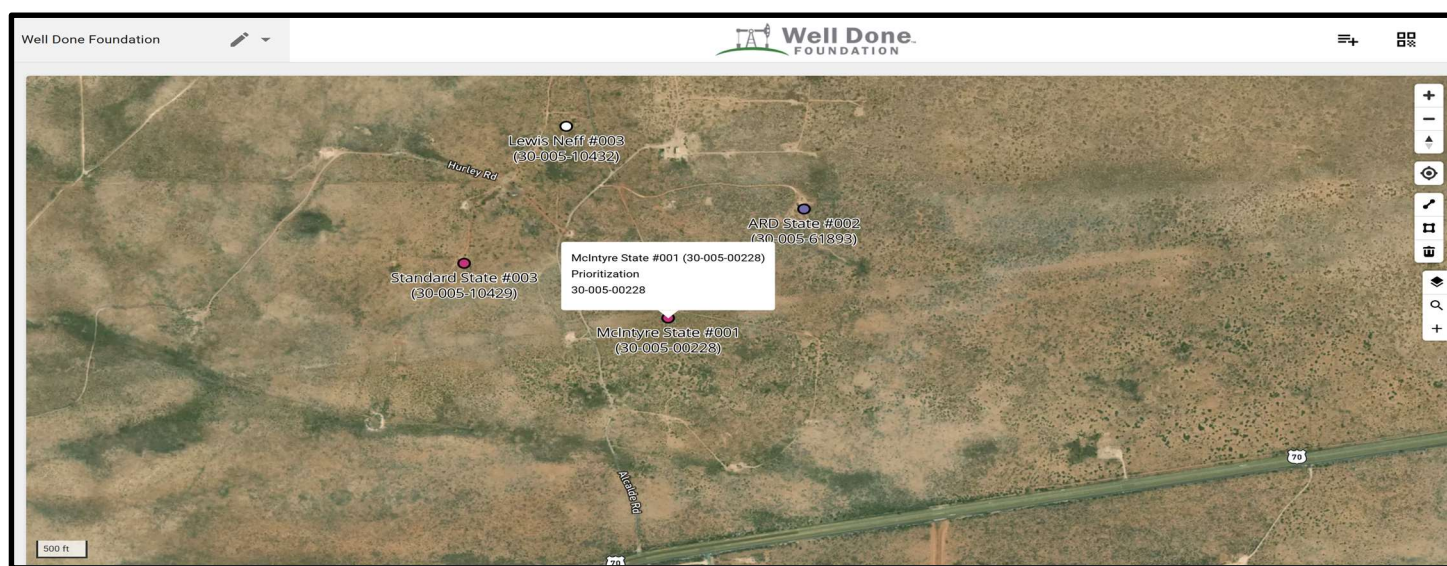 Well Done Foundation
Well Done™
FOUNDATION
Lewis Neff #003
(30-005-10432)
Hurley Rd
ARD State #002
(30-005-61893)
McIntyre State #001 (30-005-00228)
Prioritization
30-005-00228
Standard State #003
(30-005-10429)
McIntyre State #001
(30-005-00228)
70
Alcalde Rd
500 ft
70